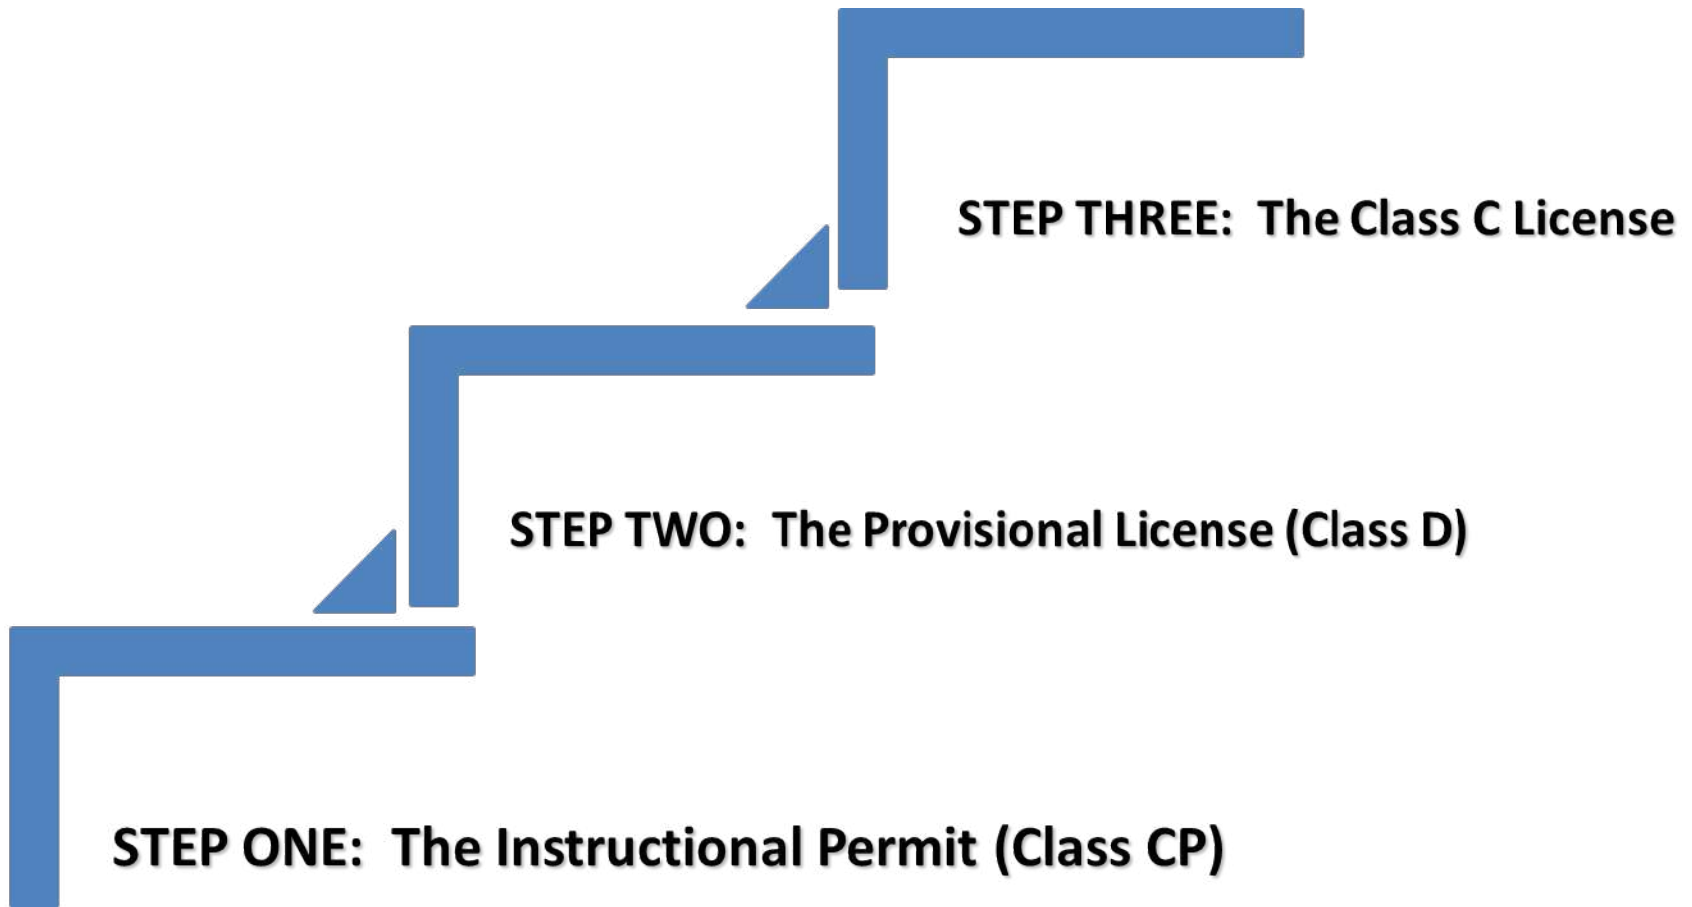 STEP THREE: The Class C License
STEP TWO: The Provisional License (Class D)
STEP ONE: The Instructional Permit (Class CP)